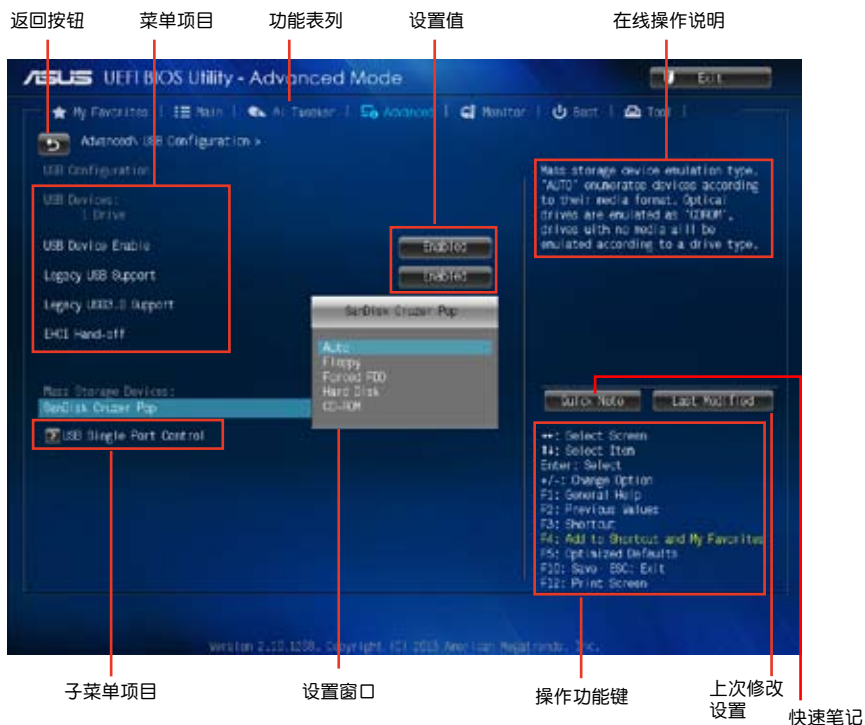 返回按钮
菜单项目
功能表列
设置值
在线操作说明
ASUS UEFI BIOS Utility - Advanced Mode
Exit
My Favorites
Main
Ai Tweaker
Advanced
Monitor
Boot
Tool
Advanced\ USB Configuration >
USB Configuration
USB Devices:
1 Drive
USB Device Enable
Enabled
Legacy USB Support
Enabled
Legacy USB3.0 Support
EHCI Hand-off
Mass Storage Devices:
SanDisk Cruzer Pop
USB Single Port Control
SanDisk Cruzer Pop
Auto
Floppy
Forced FDD
Hard Disk
CD-ROM
Mass storage device emulation type.
"AUTO" enumerates devices according
to their media format. Optical
drives are emulated as "CDROM",
drives with no media will be
emulated according to a drive type.
Quick Note
Last Modified
→←: Select Screen
↑↓: Select Item
Enter: Select
+/-: Change Option
F1: General Help
F2: Previous Values
F3: Shortcut
F4: Add to Shortcut and My Favorites
F5: Optimized Defaults
F10: Save ESC: Exit
F12: Print Screen
Version 2.10.1208. Copyright (C) 2013 American Megatrends, Inc.
子菜单项目
设置窗口
操作功能键
上次修改
设置
快速笔记